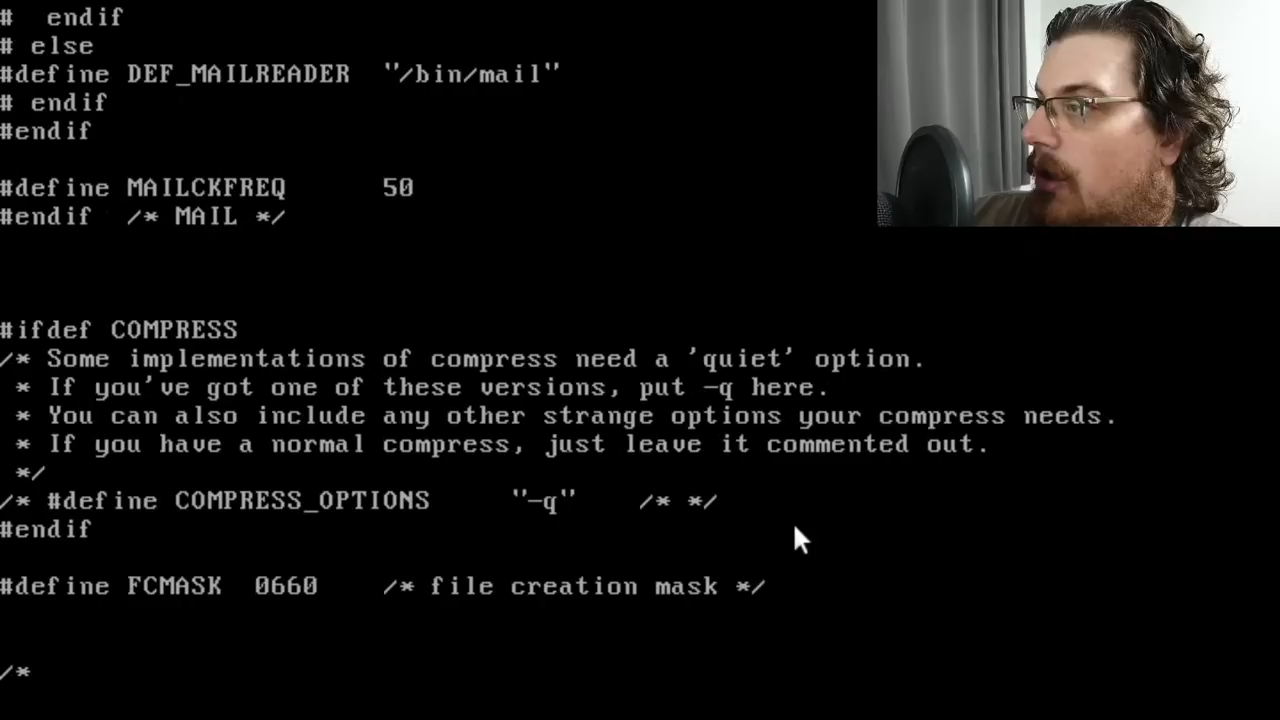 #  endif
# else
#define DEF_MAILREADER  "/bin/mail"
# endif
#endif
#define MAILCKFREQ      50
#endif  /* MAIL */
#ifdef COMPRESS
/* Some implementations of compress need a 'quiet' option.
 * If you've got one of these versions, put -q here.
 * You can also include any other strange options your compress needs.
 * If you have a normal compress, just leave it commented out.
 */
/* #define COMPRESS_OPTIONS     "-q"    /* */
#endif
#define FCMASK  0660    /* file creation mask */
/*